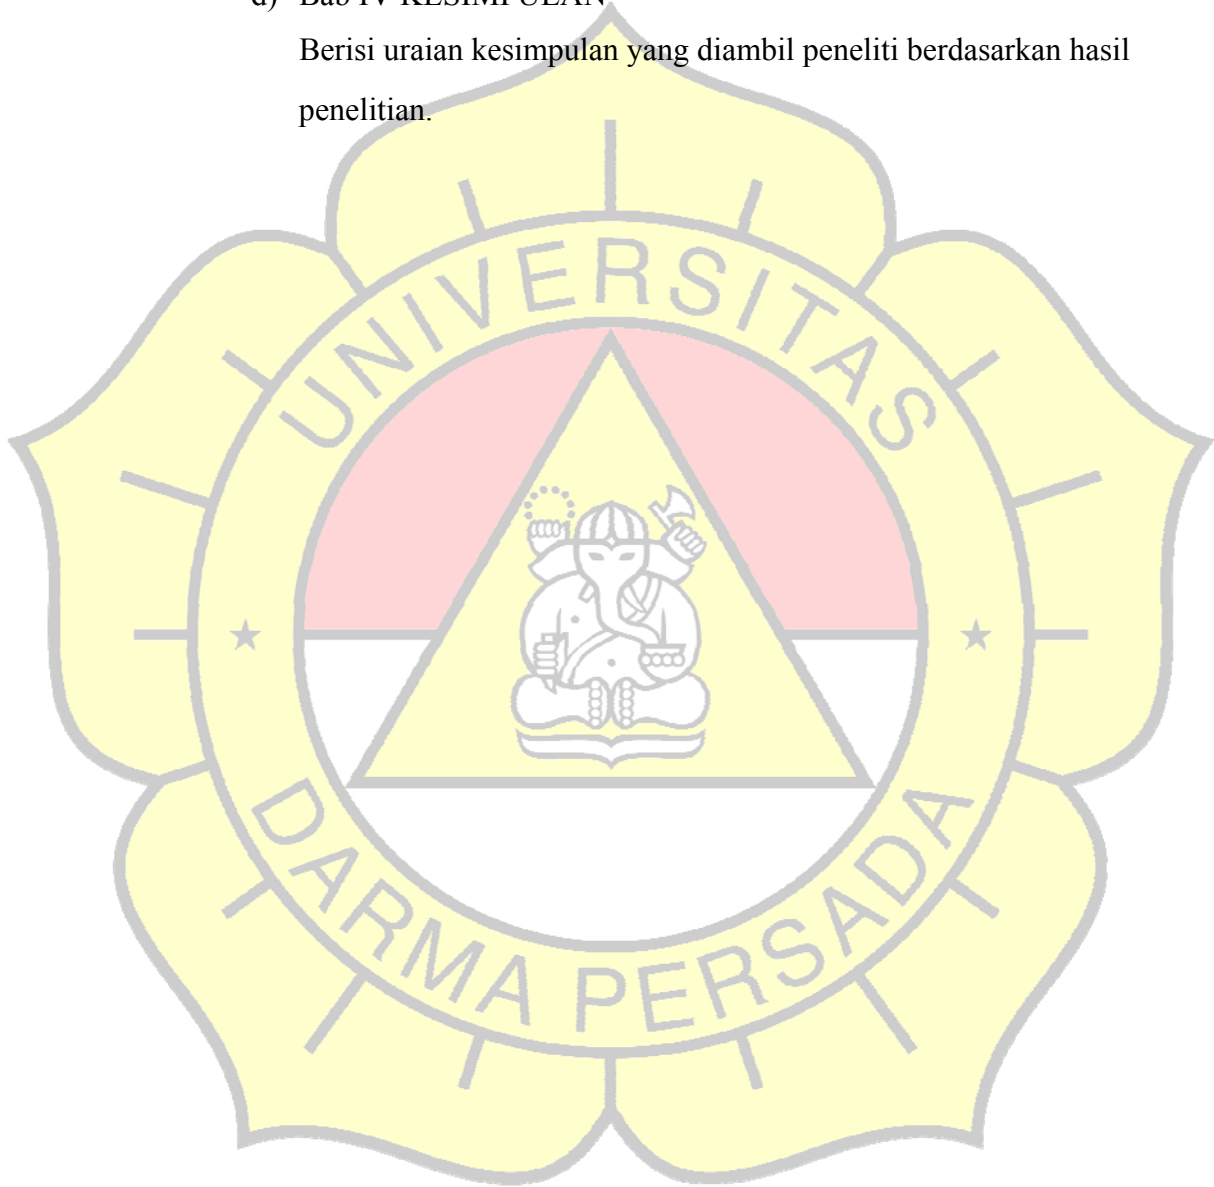 d) Bab IV KESIMPULAN
Berisi uraian kesimpulan yang diambil peneliti berdasarkan hasil
penelitian.
UNIVERSITAS
DARMA PERSADA